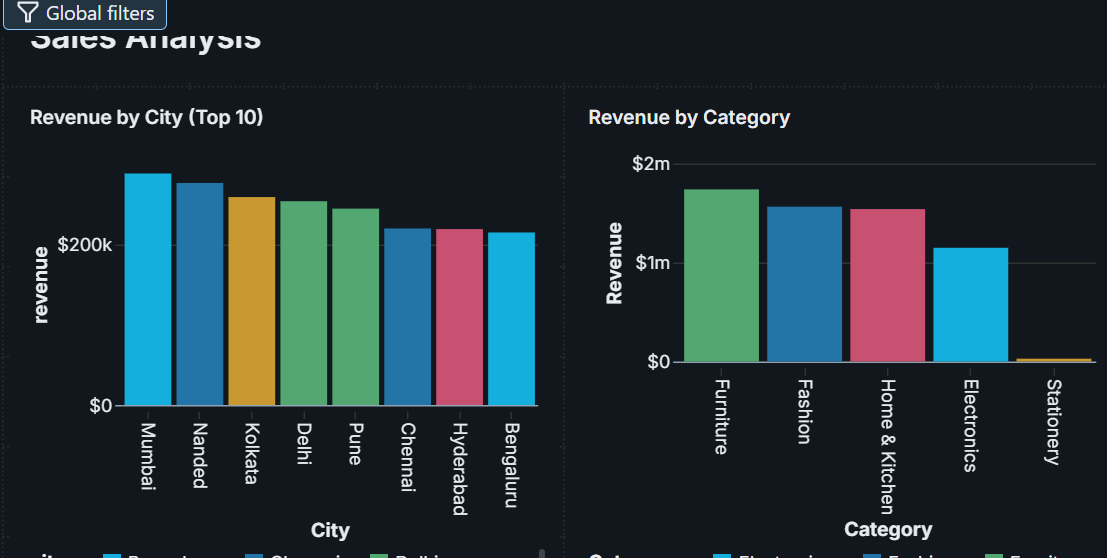 Global filters
Sales Analysis
Revenue by City (Top 10)
$200k
$0
revenue
Mumbai
Nanded
Kolkata
Delhi
Pune
Chennai
Hyderabad
Bengaluru
City
Revenue by Category
$2m
$1m
$0
Revenue
Furniture
Fashion
Home & Kitchen
Electronics
Stationery
Category